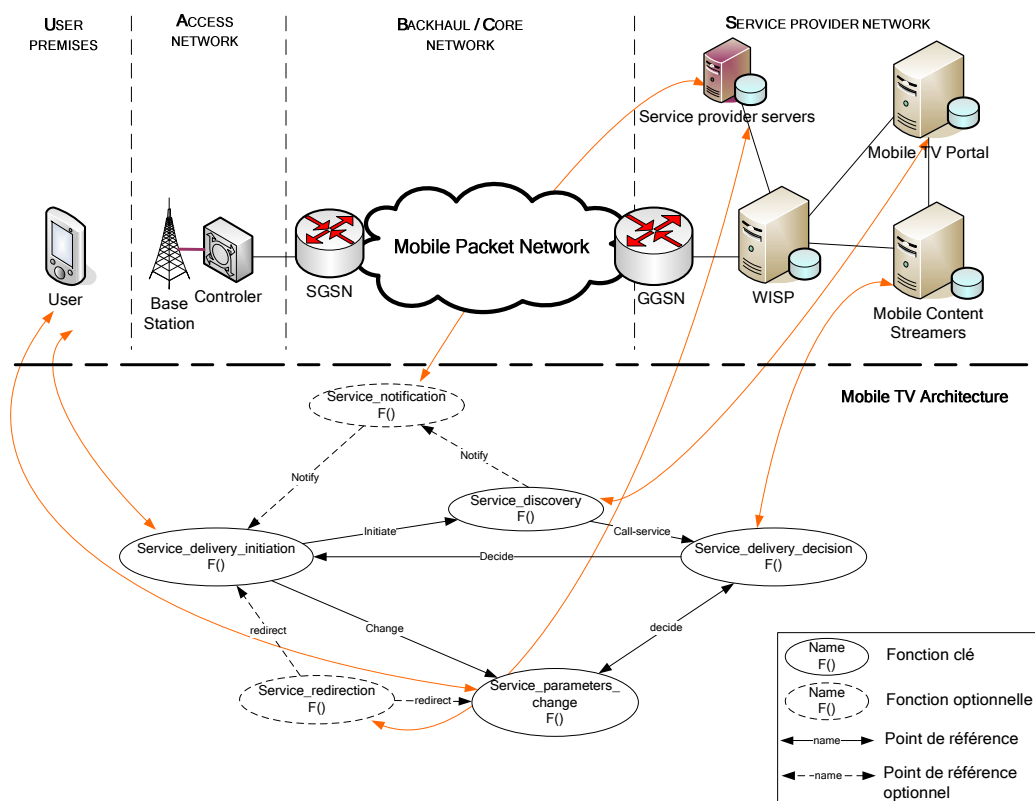 USER
PREMISES
ACCESS
NETWORK
BACKHAUL / CORE
NETWORK
SERVICE PROVIDER NETWORK
Service provider servers
Mobile TV Portal
Mobile Packet Network
User
Base
Station
Controler
SGSN
GGSN
WISP
Mobile Content
Streamers
Mobile TV Architecture
Service_notification
F()
Notify
Notify
Service_discovery
F()
Initiate
Call-service
Service_delivery_initiation
F()
Decide
Service_delivery_decision
F()
redirect
Change
decide
Service_redirection
F()
redirect
Service_parameters_
change
F()
Name
F()
Fonction clé
Name
F()
Fonction optionnelle
name
Point de référence
name
Point de référence
optionnel